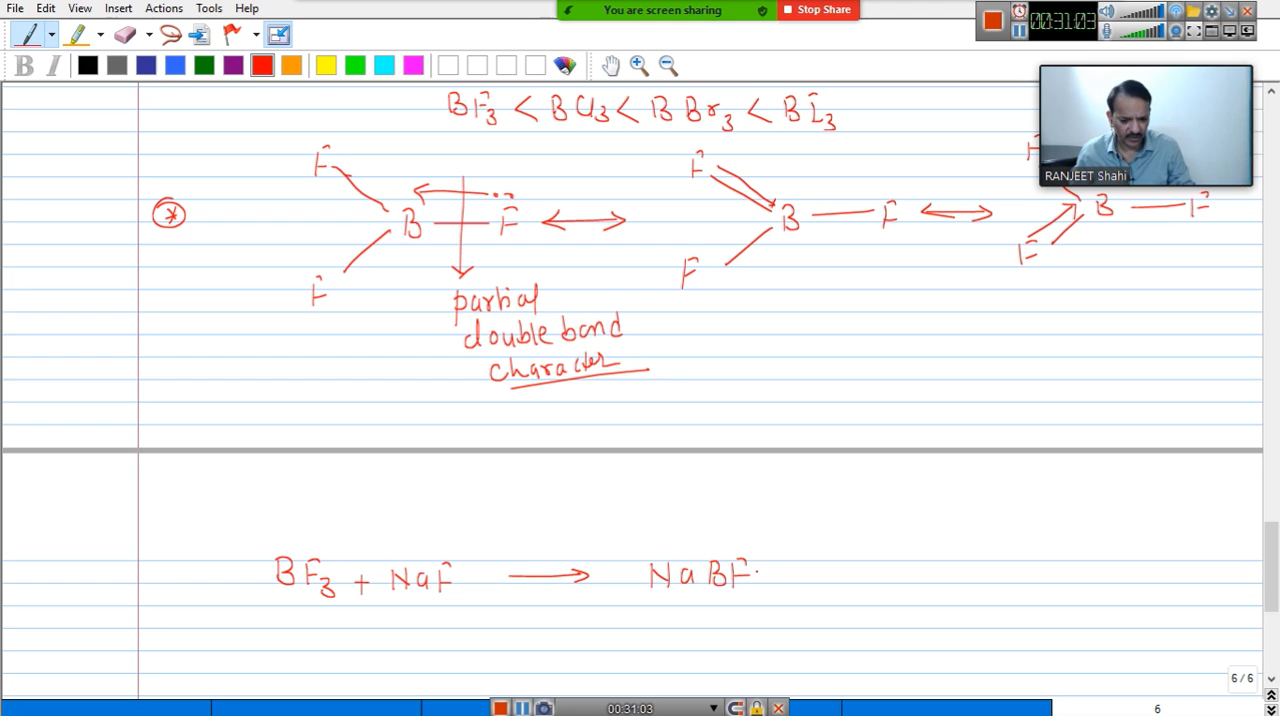 File Edit View Insert Actions Tools Help
You are screen sharing Stop Share
00:31:03
B I
BF3 < BCl3 < BBr3 < BI3
RANJEET Shahi
F F F
* B — F ⟷ B — F ⟷ B — F
F F F
partial
double bond
character
BF3 + NaF ⟶ NaBF
6 / 6
00:31:03 6